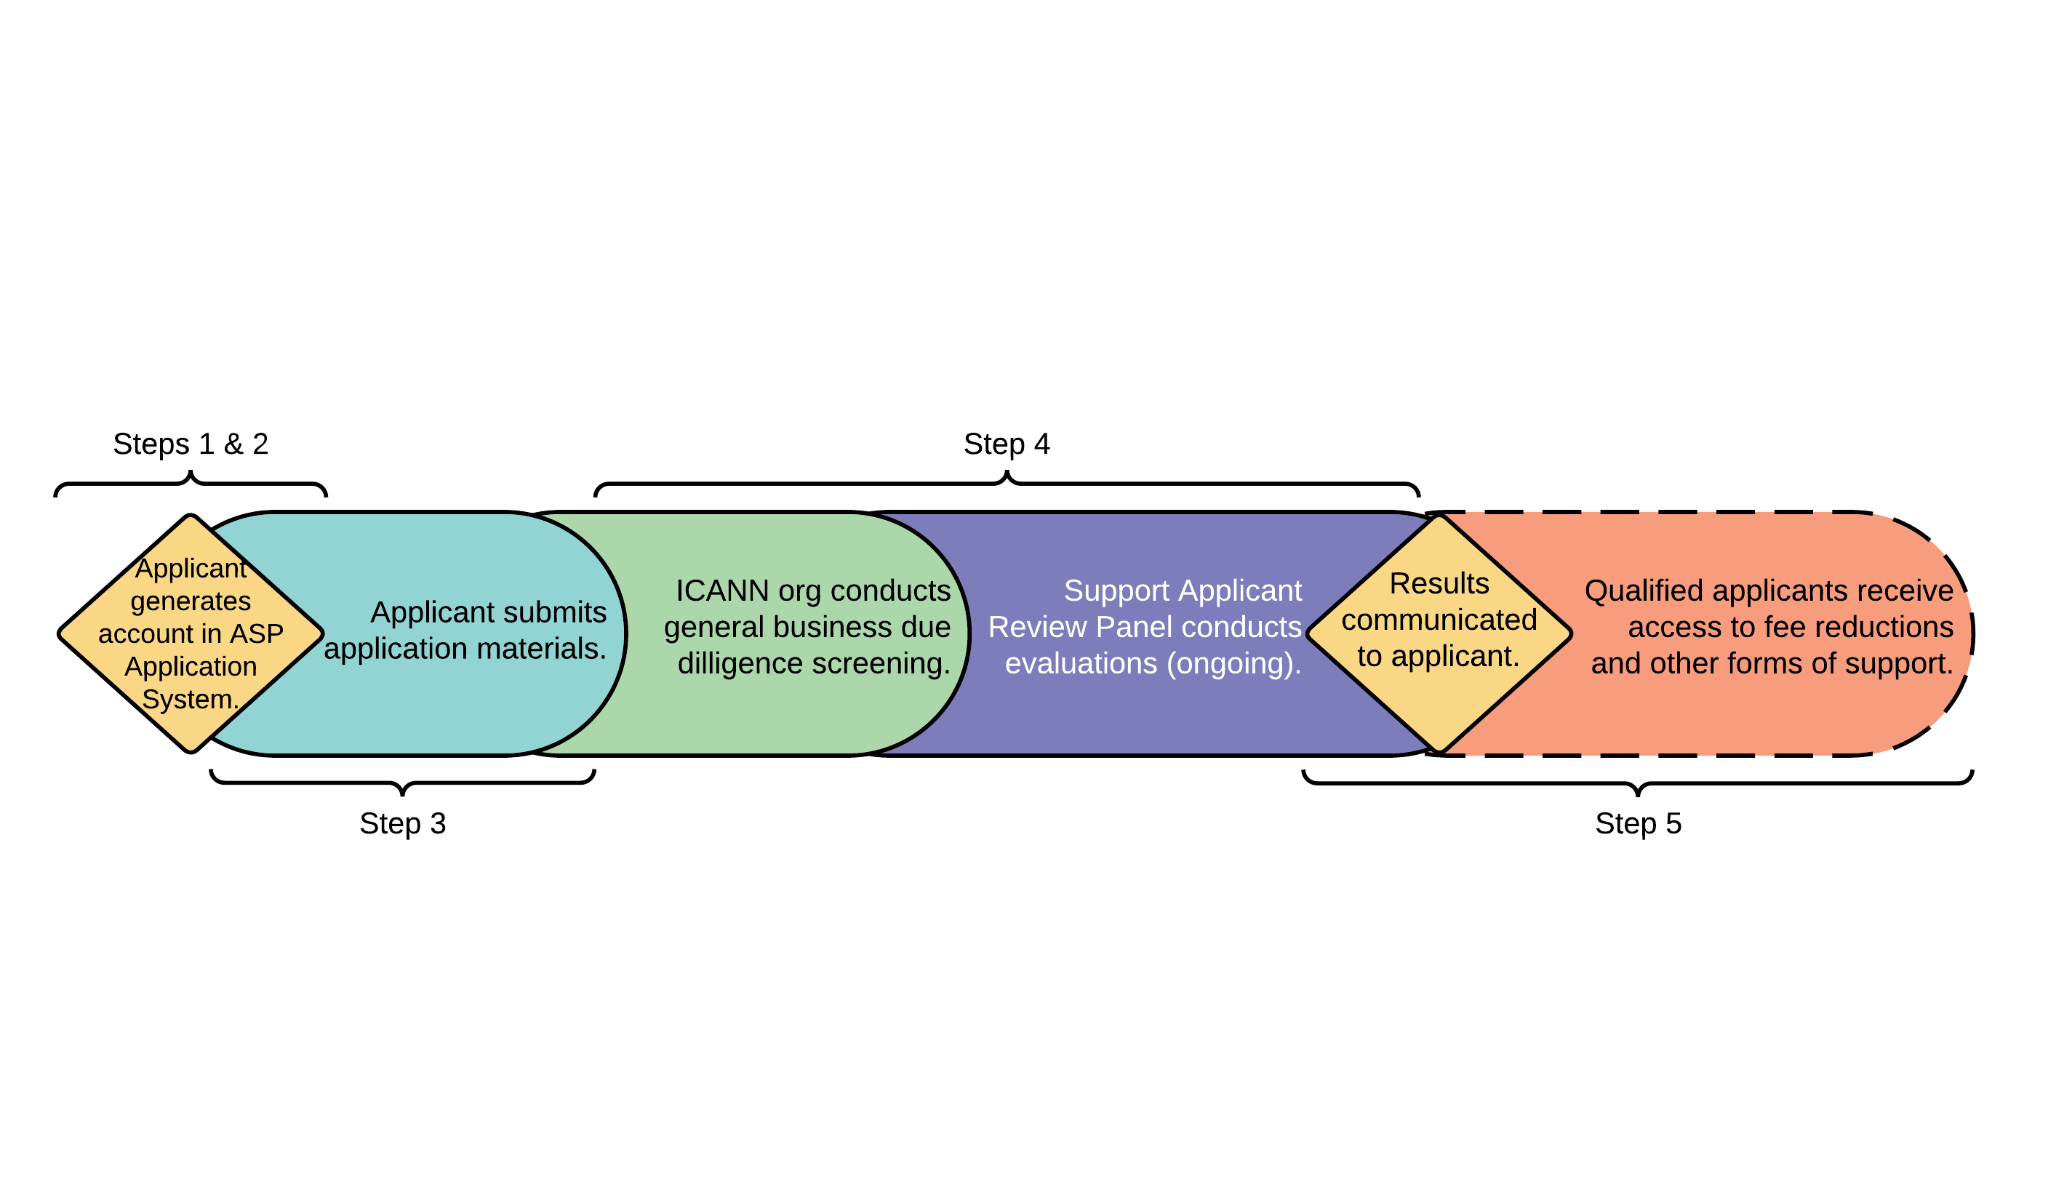 Steps 1 & 2
Step 4
Applicant
generates
account in ASP
Application
System.
Applicant submits
application materials.
ICANN org conducts
general business due
dilligence screening.
Support Applicant
Review Panel conducts
evaluations (ongoing).
Results
communicated
to applicant.
Qualified applicants receive
access to fee reductions
and other forms of support.
Step 3
Step 5